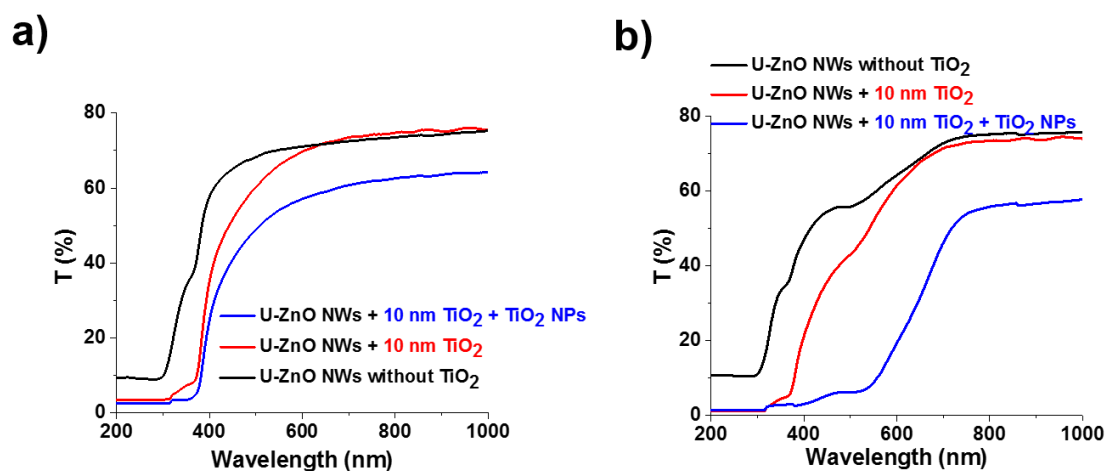 a)
T (%)
80
60
40
20
0
200 400 600 800 1000
Wavelength (nm)
U-ZnO NWs + 10 nm TiO2 + TiO2 NPs
U-ZnO NWs + 10 nm TiO2
U-ZnO NWs without TiO2
b)
U-ZnO NWs without TiO2
U-ZnO NWs + 10 nm TiO2
U-ZnO NWs + 10 nm TiO2 + TiO2 NPs
T (%)
80
60
40
20
0
200 400 600 800 1000
Wavelength (nm)